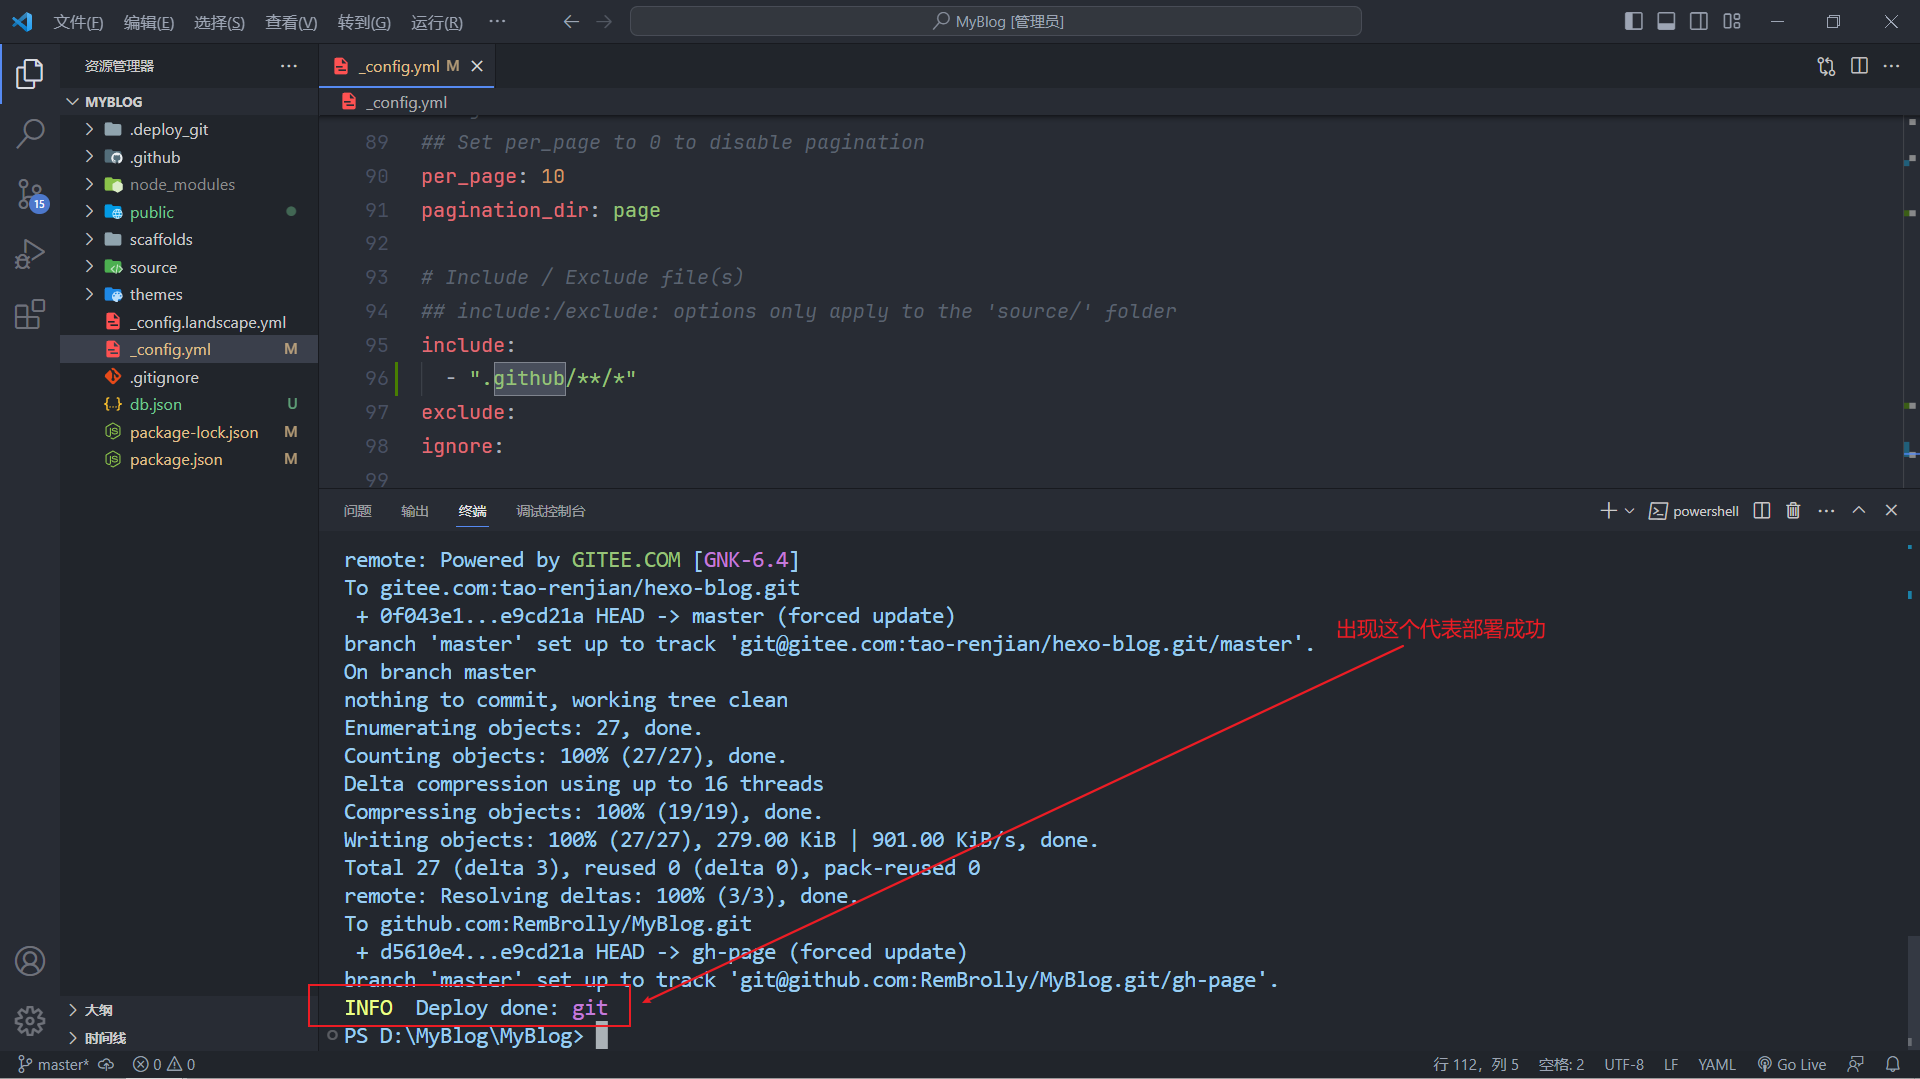 文件(F) 编辑(E) 选择(S) 查看(V) 转到(G) 运行(R) ··· MyBlog [管理员]
资源管理器 ···
_config.yml M
MYBLOG
.deploy_git
.github
node_modules
public
scaffolds
source
themes
_config.landscape.yml
_config.yml M
.gitignore
db.json U
package-lock.json M
package.json M
15
大纲
时间线
_config.yml
89 ## Set per_page to 0 to disable pagination
90 per_page: 10
91 pagination_dir: page
92
93 # Include / Exclude file(s)
94 ## include:/exclude: options only apply to the 'source/' folder
95 include:
96 - ".github/**/*"
97 exclude:
98 ignore:
99
问题 输出 终端 调试控制台 powershell
remote: Powered by GITEE.COM [GNK-6.4]
To gitee.com:tao-renjian/hexo-blog.git
+ 0f043e1...e9cd21a HEAD -> master (forced update)
branch 'master' set up to track 'git@gitee.com:tao-renjian/hexo-blog.git/master'.
出现这个代表部署成功
On branch master
nothing to commit, working tree clean
Enumerating objects: 27, done.
Counting objects: 100% (27/27), done.
Delta compression using up to 16 threads
Compressing objects: 100% (19/19), done.
Writing objects: 100% (27/27), 279.00 KiB | 901.00 KiB/s, done.
Total 27 (delta 3), reused 0 (delta 0), pack-reused 0
remote: Resolving deltas: 100% (3/3), done.
To github.com:RemBrolly/MyBlog.git
+ d5610e4...e9cd21a HEAD -> gh-page (forced update)
branch 'master' set up to track 'git@github.com:RemBrolly/MyBlog.git/gh-page'.
INFO Deploy done: git
PS D:\MyBlog\MyBlog>
master* 0 0 行 112，列 5 空格: 2 UTF-8 LF YAML Go Live